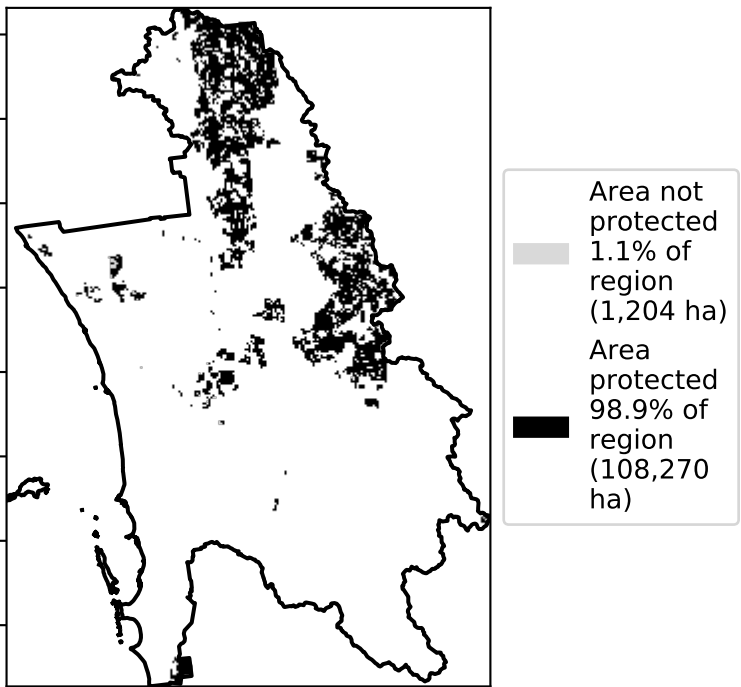 Area not
protected
1.1% of
region
(1,204 ha)
Area
protected
98.9% of
region
(108,270
ha)